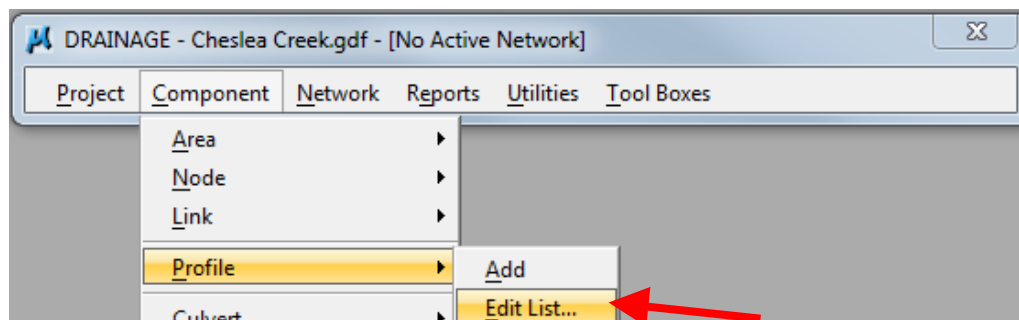 DRAINAGE - Cheslea Creek.gdf - [No Active Network]
Project Component Network Reports Utilities Tool Boxes
Area
Node
Link
Profile Add
Culvert Edit List...